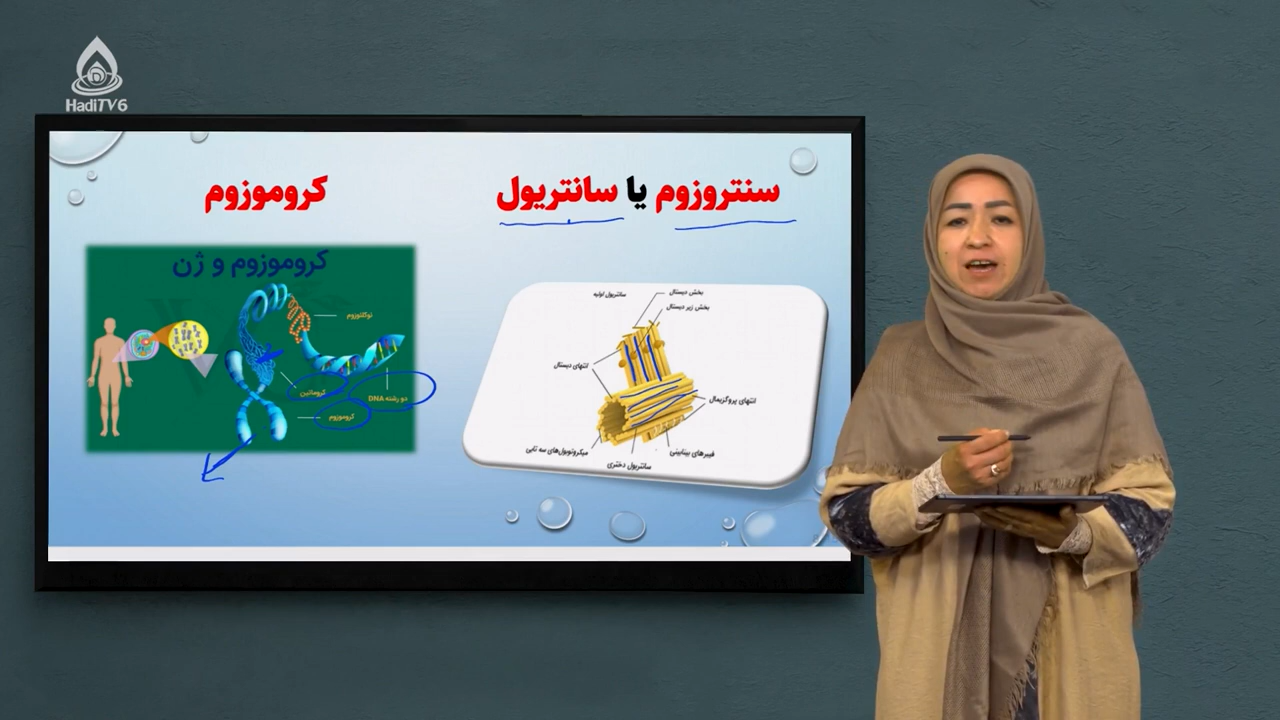 HadiTV6
سنتروزوم یا سانتریول
کروموزوم
کروموزوم و ژن
نوکلئوزوم
کروماتین
دو رشته DNA
کروموزوم
سانتریول اولیه
بخش دیستال
بخش زیر دیستال
انتهای دیستال
انتهای پروگزیمال
فیبرهای بینابینی
سانتریول دختری
میکروتوبول‌های سه تایی